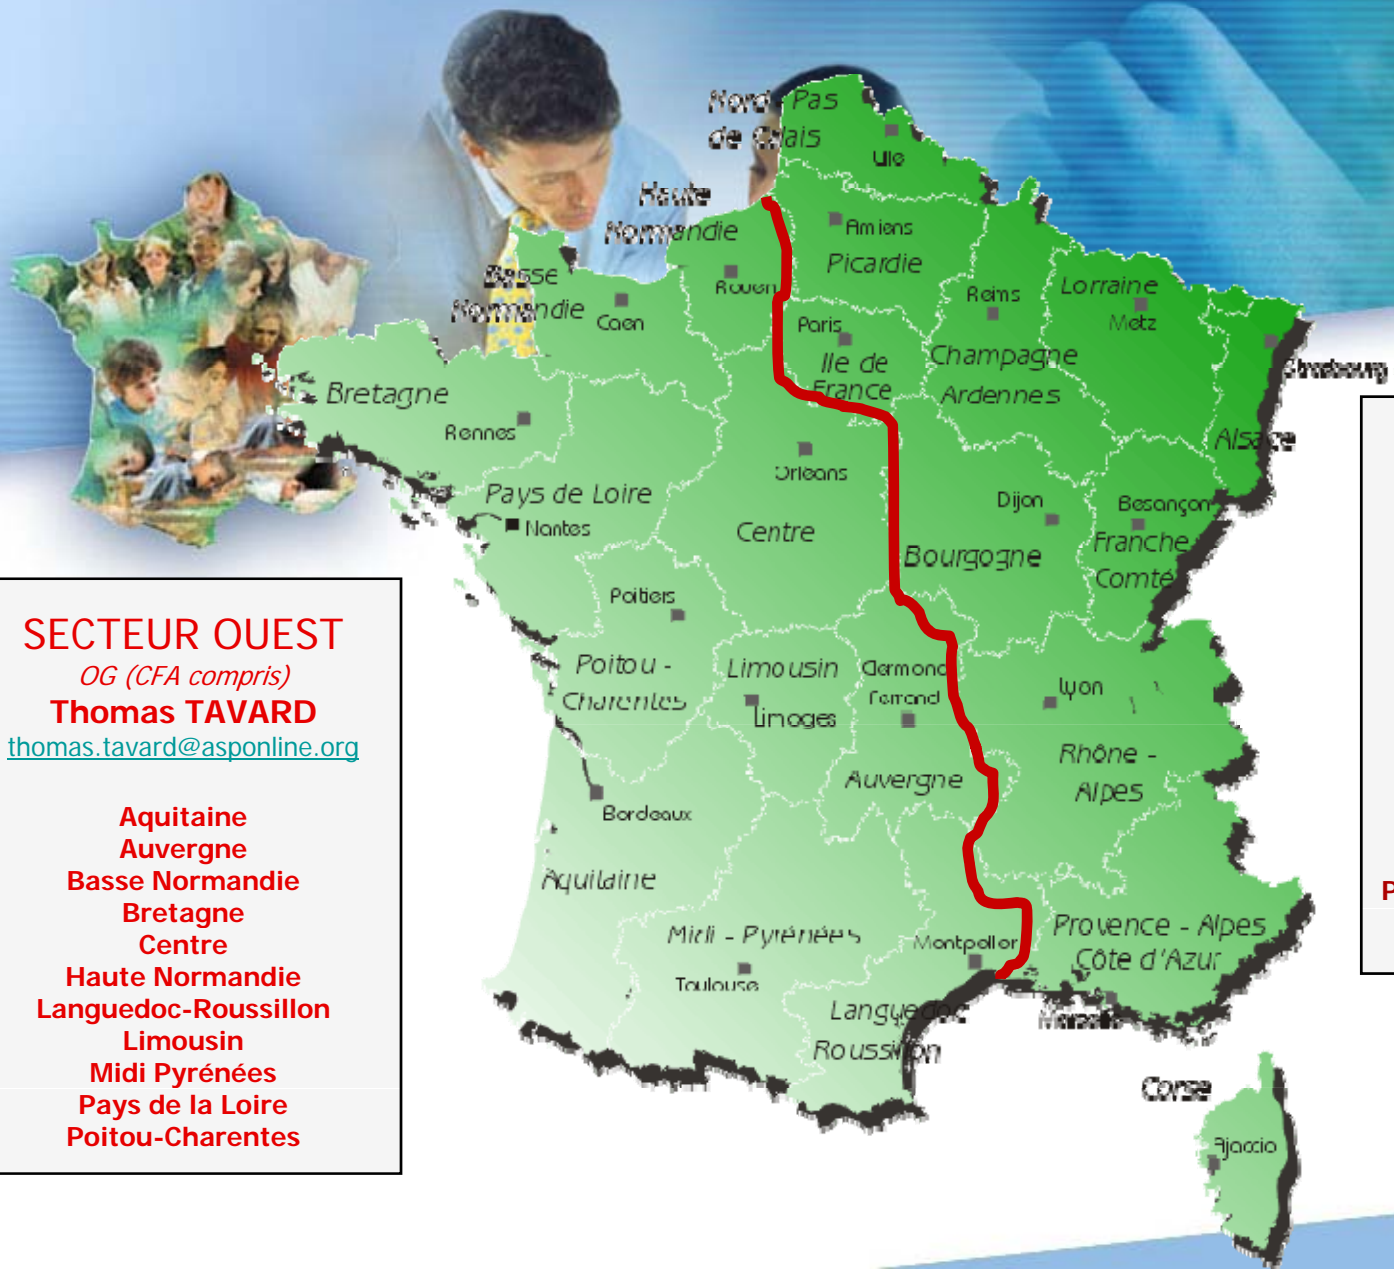 Nord - Pas
de Calais
Lille
Haute
Normandie
Amiens
Picardie
Rouen
Basse
Normandie
Caen
Reims
Lorraine
Metz
Paris
Ile de
France
Champagne
Ardennes
Strasbourg
Alsace
Bretagne
Rennes
Orléans
Pays de Loire
Nantes
Centre
Dijon
Besançon
Bourgogne
Franche
Comté
Poitiers
Poitou -
Charentes
Limousin
Limoges
Clermond
Ferrand
Auvergne
Lyon
Rhône -
Alpes
Bordeaux
Aquitaine
Midi - Pyrénées
Toulouse
Montpeller
Languedoc
Roussillon
Provence - Alpes
Côte d'Azur
Marseille
Corse
Ajaccio
SECTEUR OUEST
OG (CFA compris)
Thomas TAVARD
thomas.tavard@asponline.org
Aquitaine
Auvergne
Basse Normandie
Bretagne
Centre
Haute Normandie
Languedoc-Roussillon
Limousin
Midi Pyrénées
Pays de la Loire
Poitou-Charentes
P